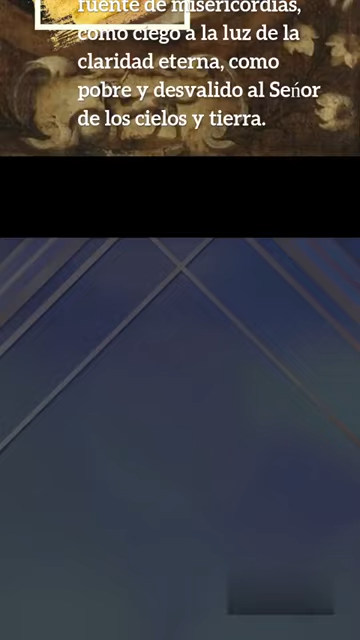 fuente de misericordias,
como ciego a la luz de la
claridad eterna, como
pobre y desvalido al Seńor
de los cielos y tierra.